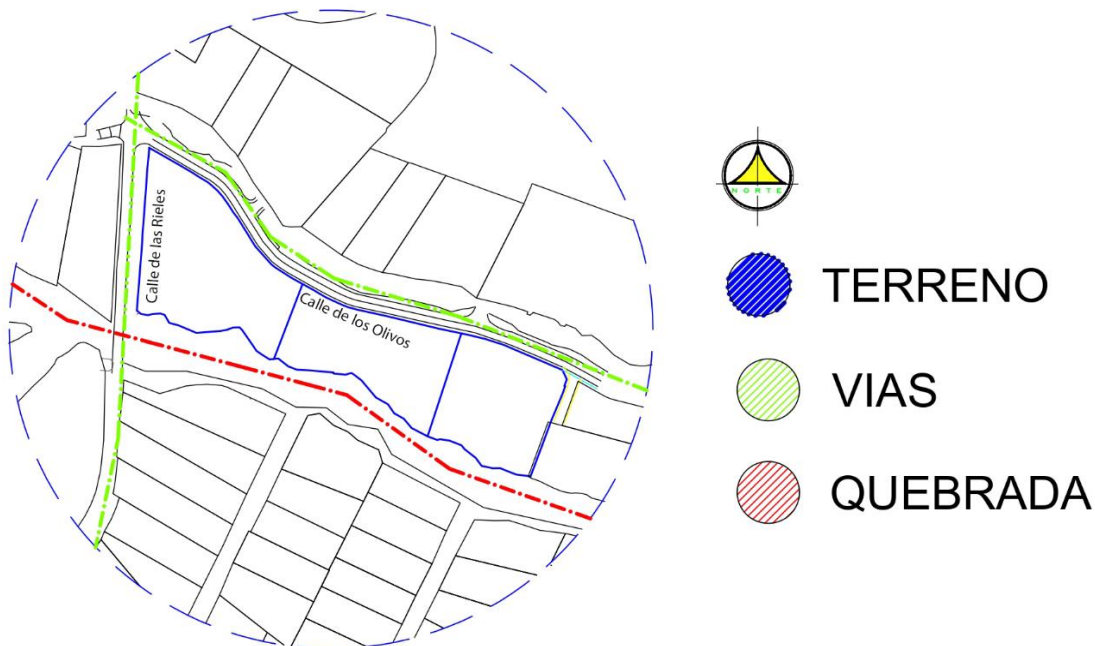 Calle de las Rieles
Calle de los Olivos
NORTE
TERRENO
VIAS
QUEBRADA